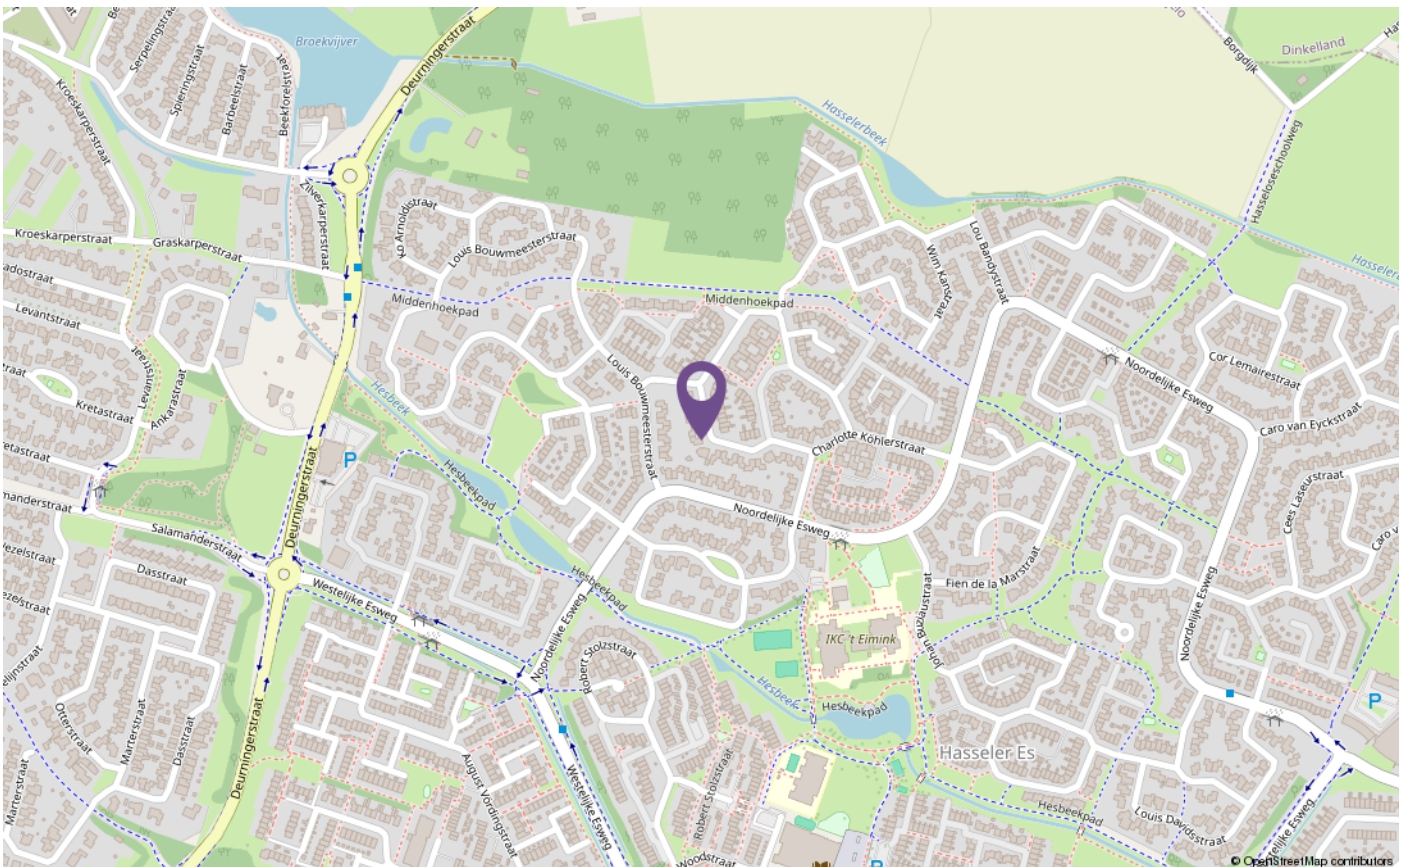 Broekvijver
Deurningerstraat
Serpelingstraat
Spieringstraat
Barbeelstraat
Beekforelstraat
Kroeskarperstraat
Borgdijk
Dinkelland
Hasselerbeek
Hasseloseschoolweg
Zilverkarperstraat
Kroeskarperstraat
Graskarperstraat
Ko Arnoldistraat
Louis Bouwmeesterstraat
Wim Kanstraat
Lou Bandystraat
Middenhoekpad
Middenhoekpad
Levantstraat
Levantstraat
Ankarastraat
Kretastraat
Hesbeek
Louis Bouwmeesterstraat
Noordelijke Esweg
Cor Lemairestraat
Caro van Eyckstraat
Charlotte Köhlerstraat
P
Hesbeekpad
Deurningerstraat
Cees Laseurstraat
Noordelijke Esweg
Salamanderstraat
Dasstraat
Westelijke Esweg
Hesbeekpad
Fien de la Marstraat
Noordelijke Esweg
Noordelijke Esweg
Robert Stolzstraat
IKC 't Eimink
Johan Buziaustraat
Hesbeek
Hesbeekpad
Otterstraat
Marterstraat
Dasstraat
Deurningerstraat
P
Hasseler Es
Marterstraat
August Vordingstraat
Westelijke Esweg
Robert Stolzstraat
Hesbeekpad
Louis Davidsstraat
P
© OpenStreetMap contributors